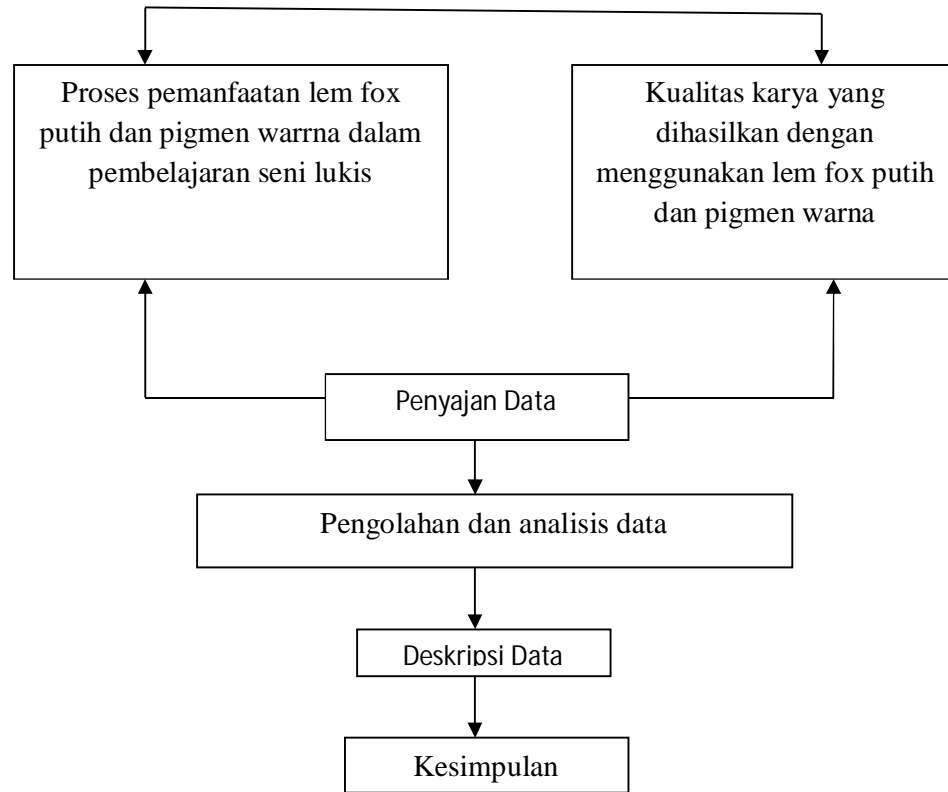 Proses pemanfaatan lem fox
putih dan pigmen warrna dalam
pembelajaran seni lukis
Kualitas karya yang
dihasilkan dengan
menggunakan lem fox putih
dan pigmen warna
Penyajan Data
Pengolahan dan analisis data
Deskripsi Data
Kesimpulan